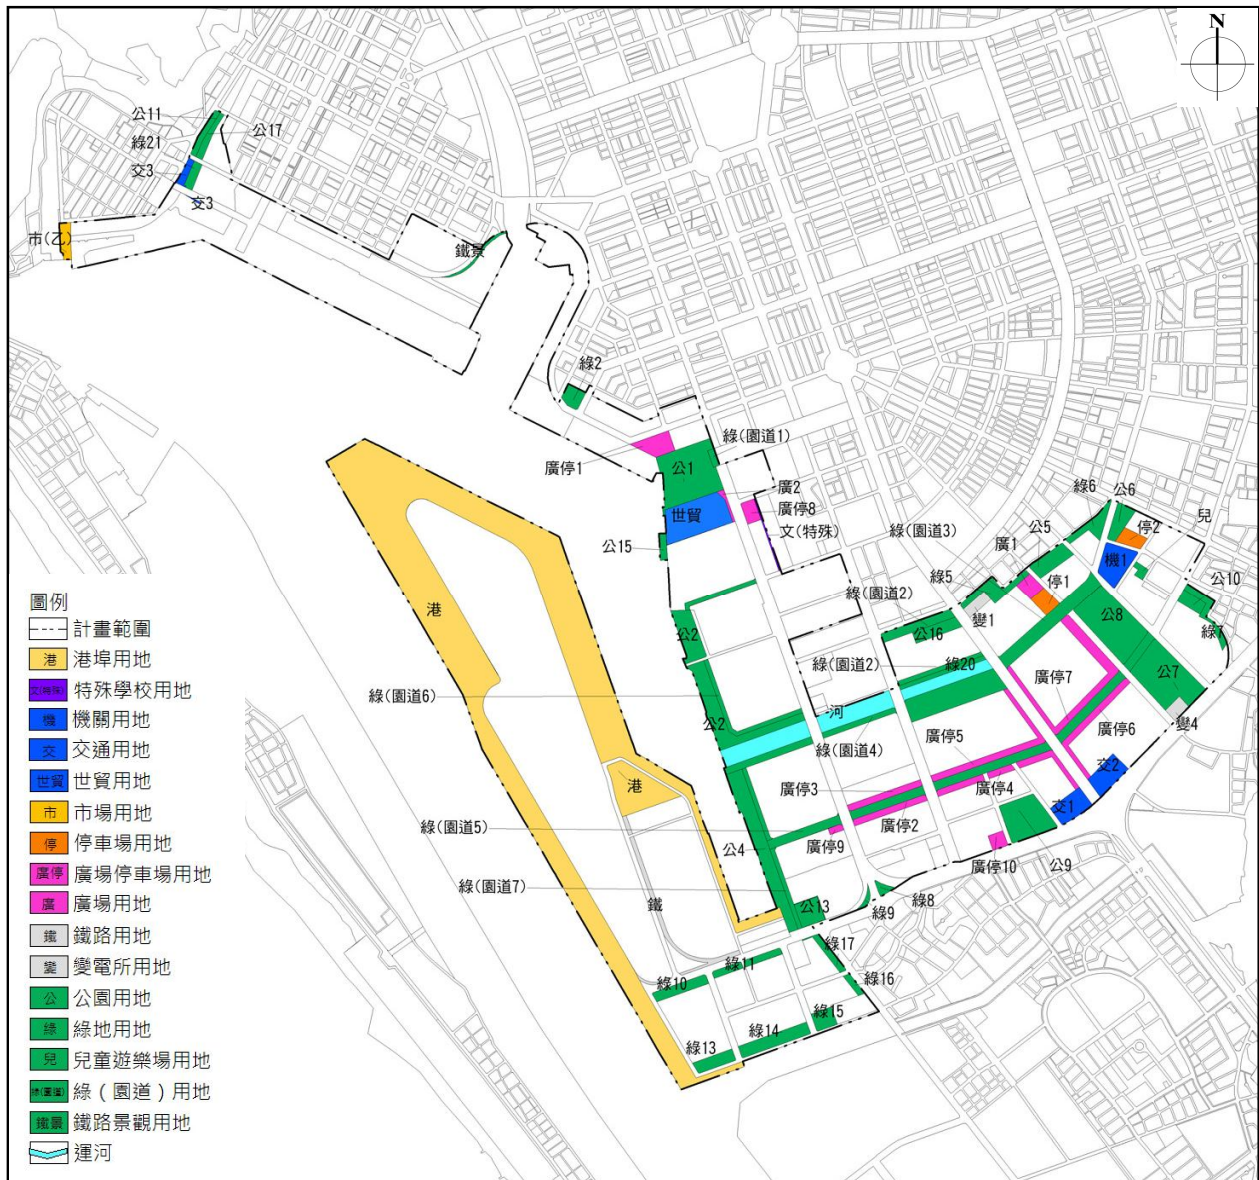 N
公11
公17
綠21
交3
交3
市(乙)
鐵景
綠2
綠(園道1)
廣停1
公1
廣2
世貿
廣停8
文(特殊)
公15
綠(園道3)
綠6
公6
兒
停2
公5
廣1
機1
綠5
停1
公10
綠(園道2)
變1
公8
綠7
公2
公16
綠(園道2)
綠20
廣停7
公7
港
綠(園道6)
公2
河
綠(園道4)
廣停5
廣停6
變4
交2
港
廣停3
廣停4
交1
綠(園道5)
廣停2
公4
廣停9
廣停10
公9
綠(園道7)
鐵
公13
綠8
綠9
綠17
綠11
綠10
綠16
綠15
綠14
綠13
圖例
計畫範圍
港 港埠用地
文(特殊) 特殊學校用地
機 機關用地
交 交通用地
世貿 世貿用地
市 市場用地
停 停車場用地
廣停 廣場停車場用地
廣 廣場用地
鐵 鐵路用地
變 變電所用地
公 公園用地
綠 綠地用地
兒 兒童遊樂場用地
綠(園道) 綠（園道）用地
鐵景 鐵路景觀用地
運河